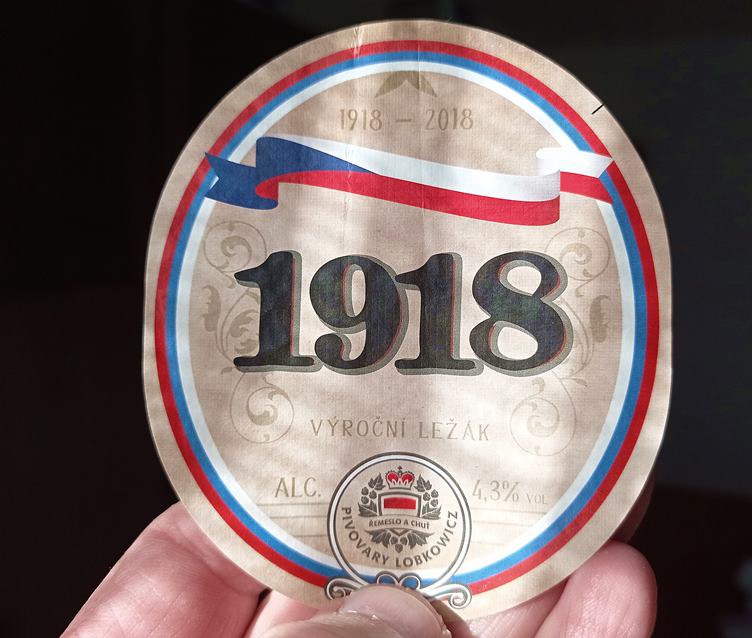 1918 – 2018
1918
VÝROČNÍ LEŽÁK
ALC. 4,3% VOL
ŘEMESLO A CHUŤ
PIVOVARY LOBKOWICZ